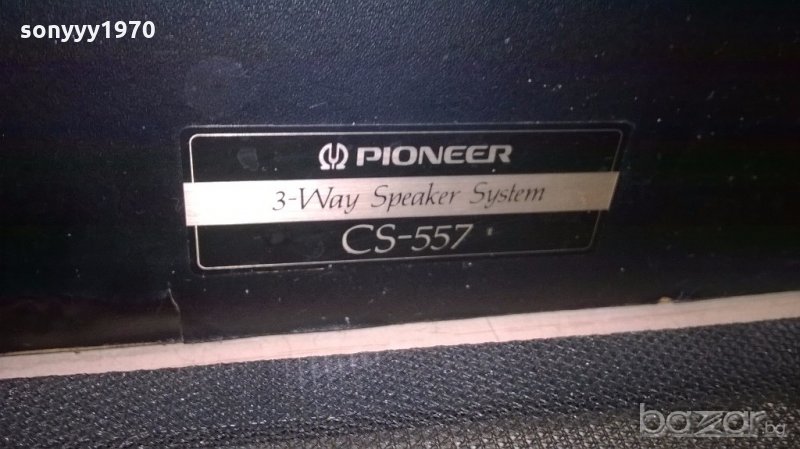 sonyyy1970
PIONEER
3-Way Speaker System
CS-557
bazar.bg